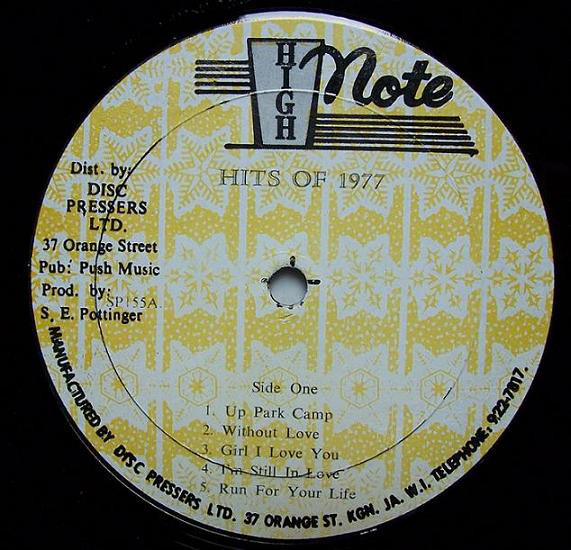 HIGH
Note
HITS OF 1977
Dist. by:
DISC
PRESSERS
LTD.
37 Orange Street
Pub: Push Music
Prod. by:
SP155A.
S. E. Pottinger
Side One
1. Up Park Camp
2. Without Love
3. Girl I Love You
4. I'm Still In Love
5. Run For Your Life
MANUFACTURED BY DISC PRESSERS LTD. 37 ORANGE ST. KGN. JA. W.I. TELEPHONE: 922-7817.